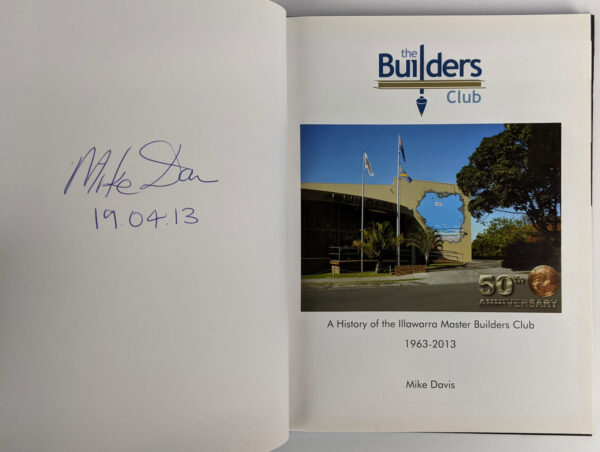 Mike Davis
19.04.13
the
Builders
Club
50th
ANNIVERSARY
A History of the Illawarra Master Builders Club
1963-2013
Mike Davis